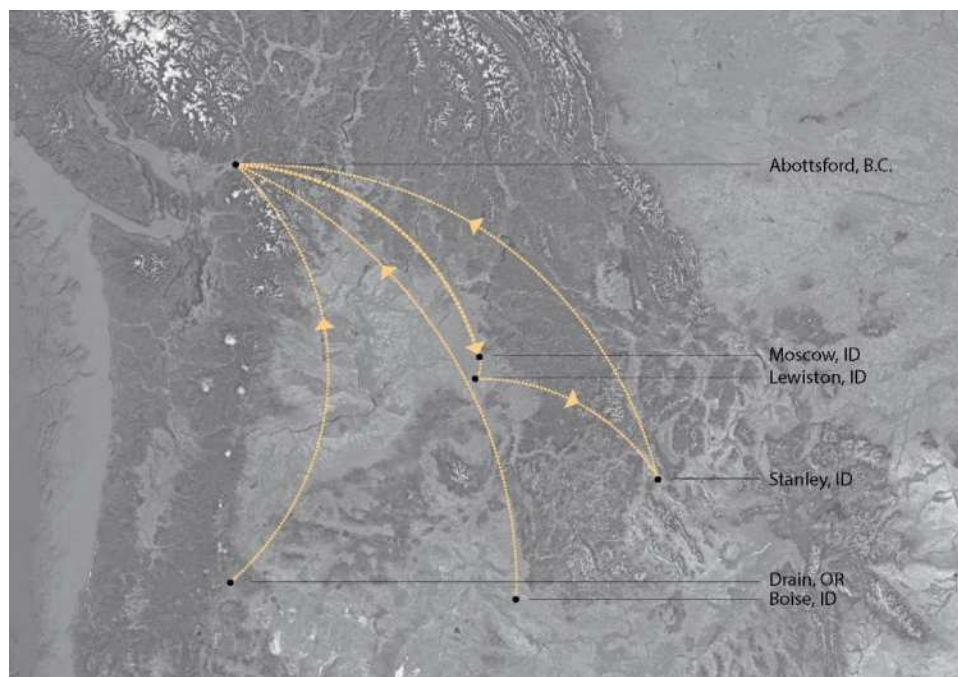 Abottsford, B.C.
Moscow, ID
Lewiston, ID
Stanley, ID
Drain, OR
Boise, ID